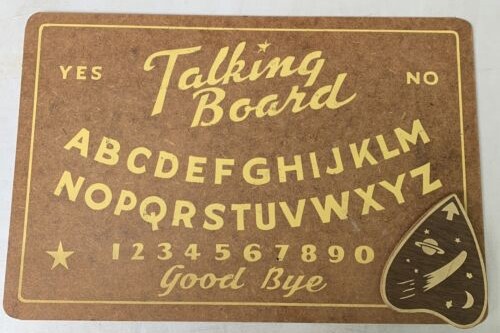 Talking
YES NO
Board
ABCDEFGHIJKLM
NOPQRSTUVWXYZ
1234567890
Good Bye